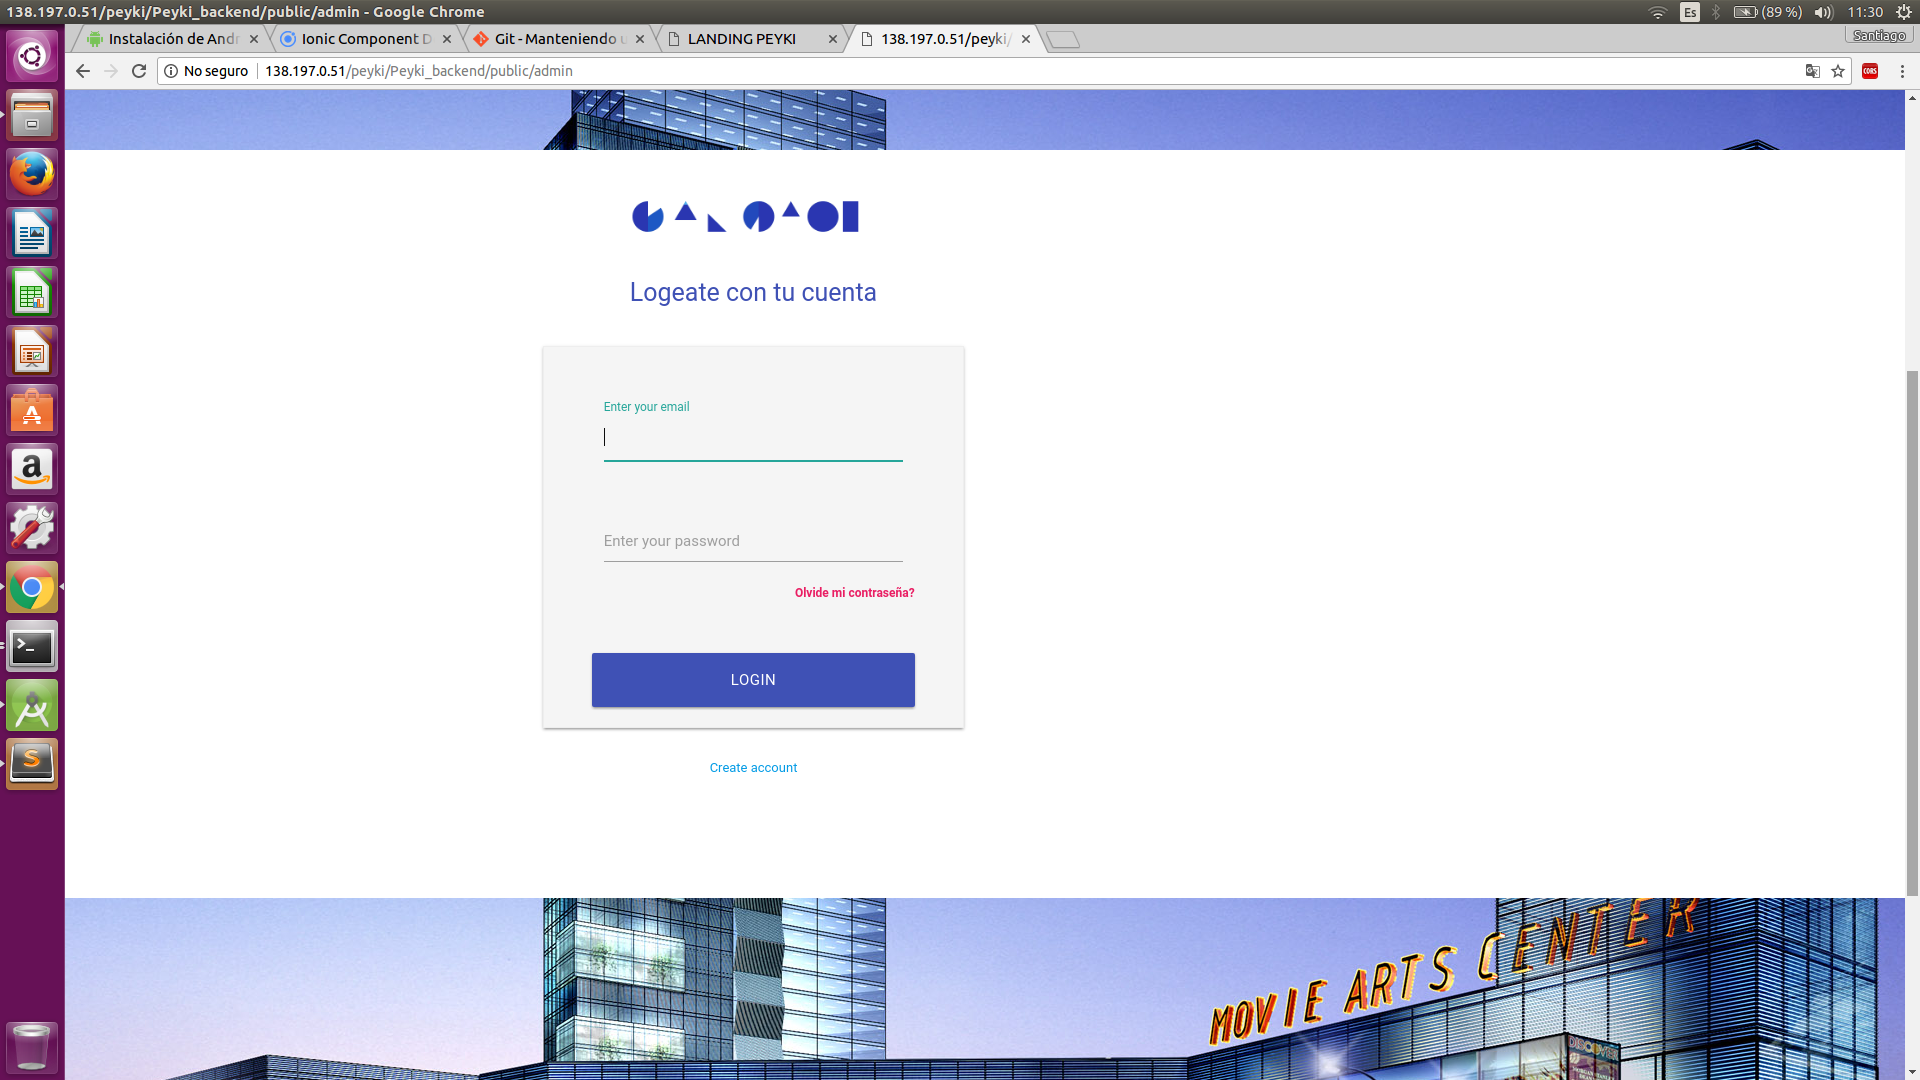 138.197.0.51/peyki/Peyki_backend/public/admin - Google Chrome
Es
(89 %)
11:30
Instalación de Andr
Ionic Component D
Git - Manteniendo u
LANDING PEYKI
138.197.0.51/peyki/
Santiago
No seguro
138.197.0.51/peyki/Peyki_backend/public/admin
CORS
Logeate con tu cuenta
Enter your email
Enter your password
Olvide mi contraseña?
LOGIN
Create account
MOVIE ARTS CENTER
DISCOVER